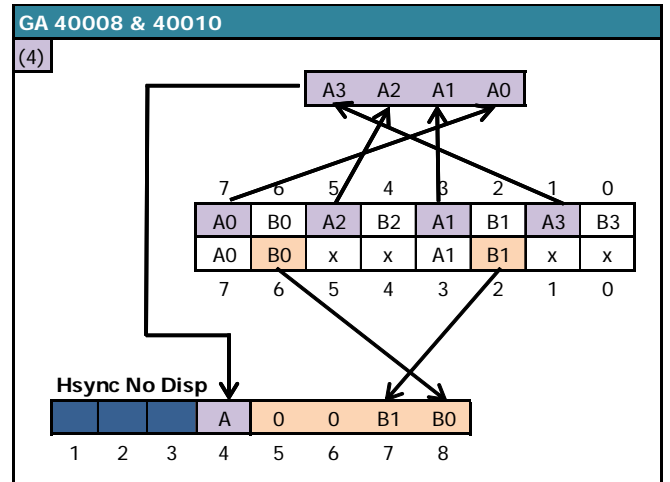 GA 40008 & 40010
(4)
A3 A2 A1 A0
7 6 5 4 3 2 1 0
A0 B0 A2 B2 A1 B1 A3 B3
A0 B0 x x A1 B1 x x
7 6 5 4 3 2 1 0
Hsync No Disp
A 0 0 B1 B0
1 2 3 4 5 6 7 8